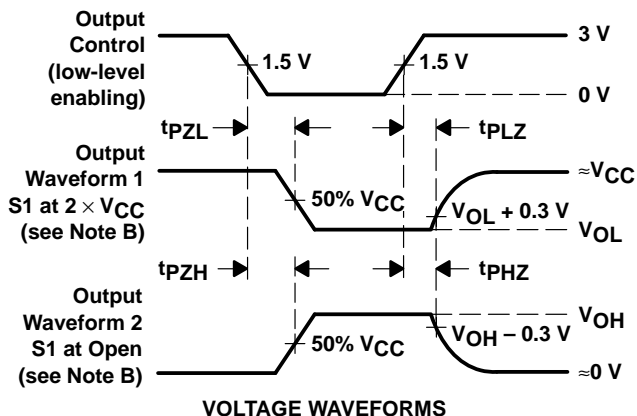 Output
Control
(low-level
enabling)
1.5 V
1.5 V
3 V
0 V
tPZL
tPLZ
Output
Waveform 1
S1 at 2 × VCC
(see Note B)
50% VCC
VOL + 0.3 V
≈VCC
VOL
tPZH
tPHZ
Output
Waveform 2
S1 at Open
(see Note B)
50% VCC
VOH – 0.3 V
VOH
≈0 V
VOLTAGE WAVEFORMS